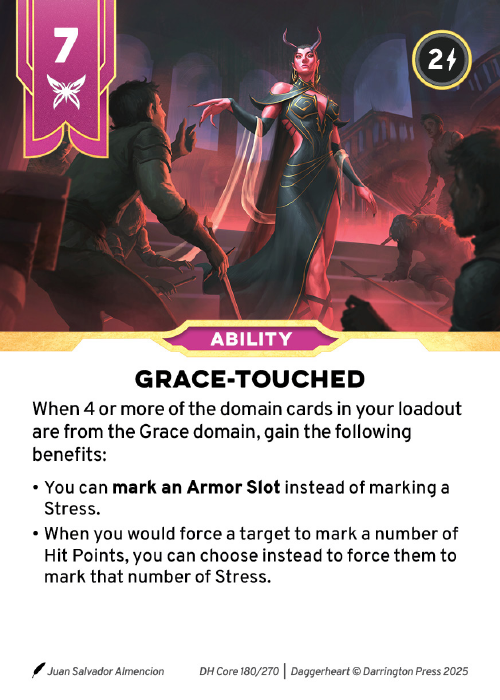 7
2
ABILITY
GRACE-TOUCHED
When 4 or more of the domain cards in your loadout
are from the Grace domain, gain the following
benefits:
• You can mark an Armor Slot instead of marking a
Stress.
• When you would force a target to mark a number of
Hit Points, you can choose instead to force them to
mark that number of Stress.
Juan Salvador Almencion DH Core 180/270 | Daggerheart © Darrington Press 2025